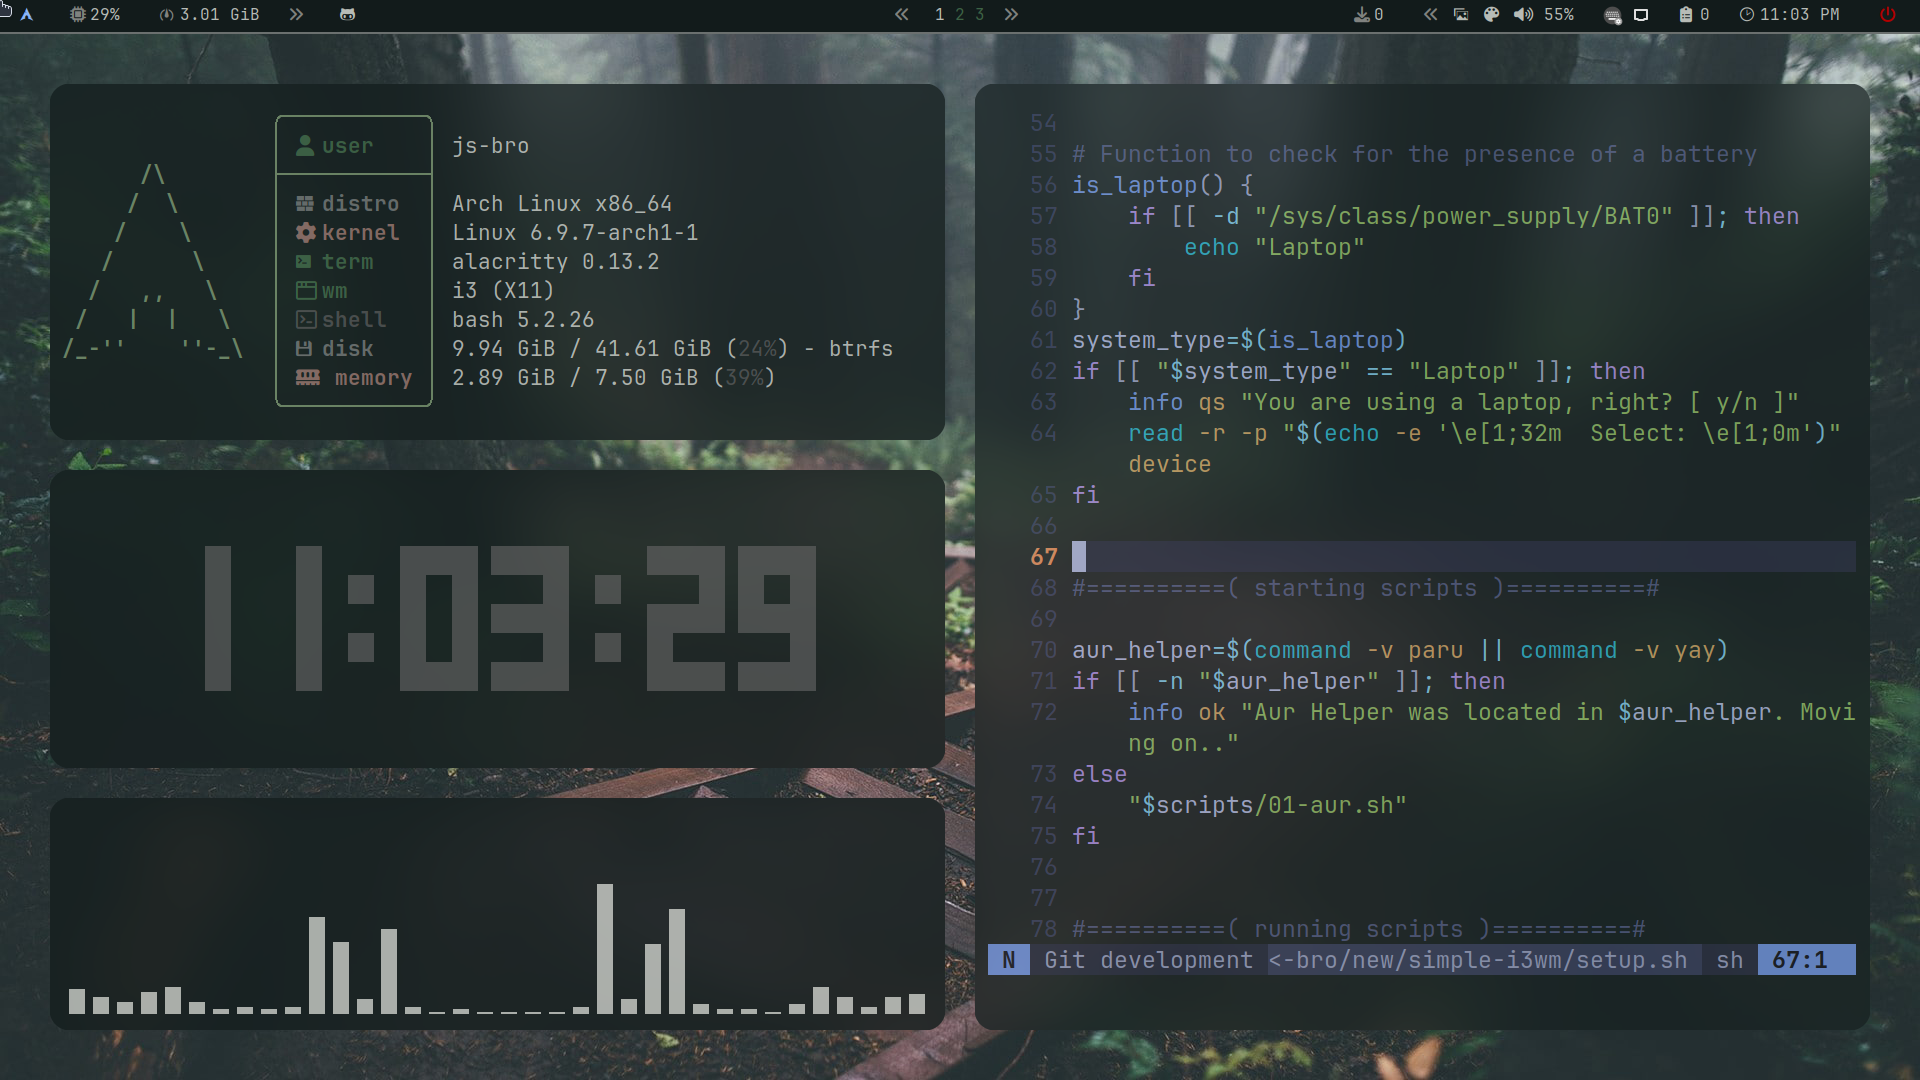 29% 3.01 GiB 1 2 3 0 55% 0 11:03 PM
user js-bro
distro Arch Linux x86_64
kernel Linux 6.9.7-arch1-1
term alacritty 0.13.2
wm i3 (X11)
shell bash 5.2.26
disk 9.94 GiB / 41.61 GiB (24%) - btrfs
memory 2.89 GiB / 7.50 GiB (39%)
11:03:29
54
55 # Function to check for the presence of a battery
56 is_laptop() {
57     if [[ -d "/sys/class/power_supply/BAT0" ]]; then
58         echo "Laptop"
59     fi
60 }
61 system_type=$(is_laptop)
62 if [[ "$system_type" == "Laptop" ]]; then
63     info qs "You are using a laptop, right? [ y/n ]"
64     read -r -p "$(echo -e '\e[1;32m  Select: \e[1;0m')"
device
65 fi
66
67
68 #==========( starting scripts )==========#
69
70 aur_helper=$(command -v paru || command -v yay)
71 if [[ -n "$aur_helper" ]]; then
72     info ok "Aur Helper was located in $aur_helper. Movi
ng on.."
73 else
74     "$scripts/01-aur.sh"
75 fi
76
77
78 #==========( running scripts )==========#
N Git development <-bro/new/simple-i3wm/setup.sh sh 67:1